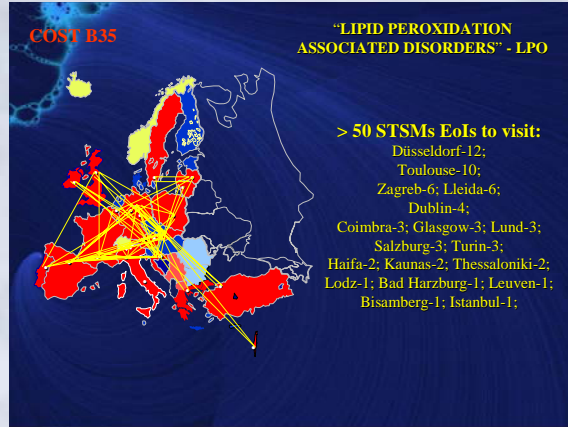 COST B35
“LIPID PEROXIDATION
ASSOCIATED DISORDERS” - LPO
> 50 STSMs EoIs to visit:
Düsseldorf-12;
Toulouse-10;
Zagreb-6; Lleida-6;
Dublin-4;
Coimbra-3; Glasgow-3; Lund-3;
Salzburg-3; Turin-3;
Haifa-2; Kaunas-2; Thessaloniki-2;
Lodz-1; Bad Harzburg-1; Leuven-1;
Bisamberg-1; Istanbul-1;